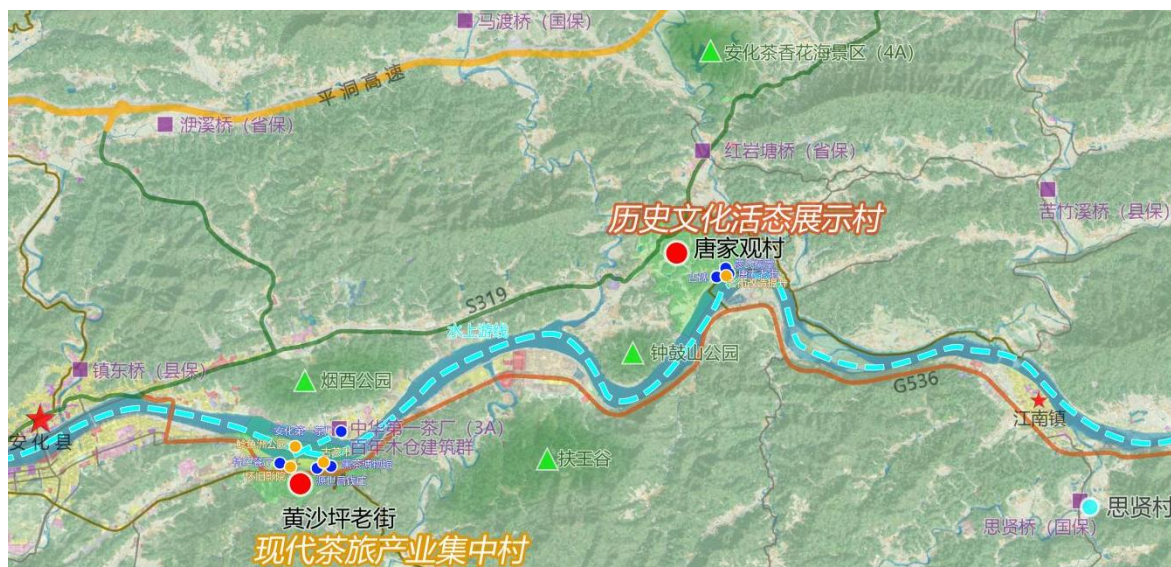 马渡桥（国保）
安化茶香花海景区（4A）
平洞高速
洢溪桥（省保）
红岩塘桥（省保）
苦竹溪桥（县保）
历史文化活态展示村
唐家观村
S319
水上游线
钟鼓山公园
镇东桥（县保）
烟酉公园
G536
江南镇
安化县
中华第一茶厂（3A）
百年木仓建筑群
扶王谷
黄沙坪老街
思贤村
思贤桥（国保）
现代茶旅产业集中村